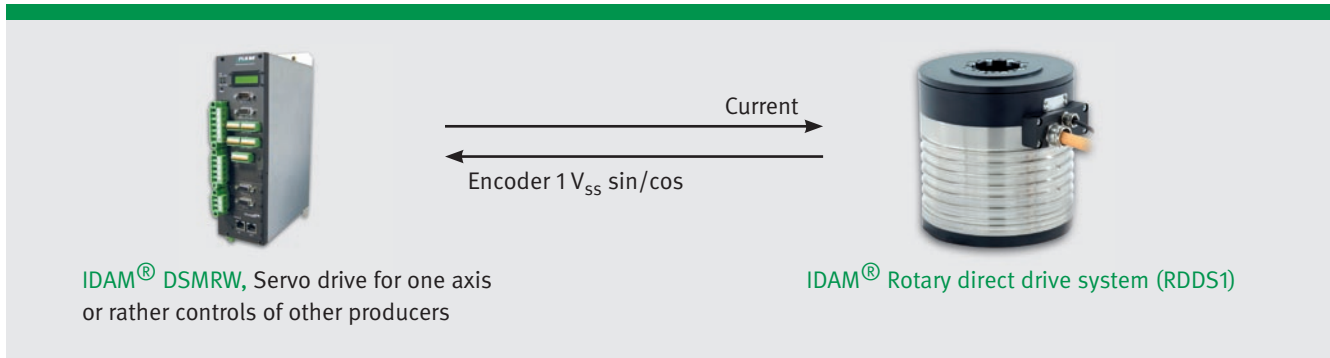 Current
Encoder 1 Vss sin/cos
IDAM® DSMRW, Servo drive for one axis
or rather controls of other producers
IDAM® Rotary direct drive system (RDDS1)